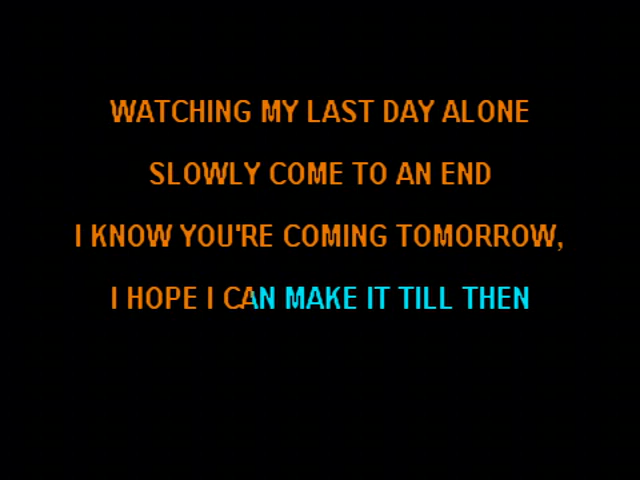 WATCHING MY LAST DAY ALONE
SLOWLY COME TO AN END
I KNOW YOU'RE COMING TOMORROW,
I HOPE I CAN MAKE IT TILL THEN